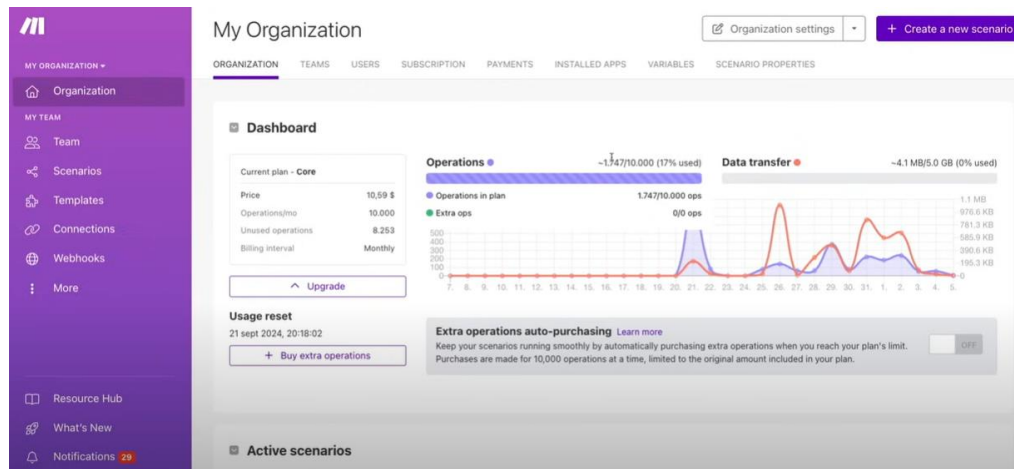 My Organization
Organization settings
+ Create a new scenario
MY ORGANIZATION
ORGANIZATION TEAMS USERS SUBSCRIPTION PAYMENTS INSTALLED APPS VARIABLES SCENARIO PROPERTIES
Organization
MY TEAM
Team
Scenarios
Templates
Connections
Webhooks
More
Resource Hub
What's New
Notifications 29
Dashboard
Current plan - Core
Price 10,59 $
Operations/mo 10.000
Unused operations 8.253
Billing interval Monthly
Upgrade
Usage reset
21 sept 2024, 20:18:02
+ Buy extra operations
Operations ~1.747/10.000 (17% used)
Operations in plan 1.747/10.000 ops
Extra ops 0/0 ops
500
400
300
200
100
0
7. 8. 9. 10. 11. 12. 13. 14. 15. 16. 17. 18. 19. 20. 21. 22. 23. 24. 25. 26. 27. 28. 29. 30. 31. 1. 2. 3. 4. 5.
Data transfer ~4.1 MB/5.0 GB (0% used)
1.1 MB
976.6 KB
781.3 KB
585.9 KB
390.6 KB
195.3 KB
0
Extra operations auto-purchasing Learn more
Keep your scenarios running smoothly by automatically purchasing extra operations when you reach your plan's limit.
Purchases are made for 10,000 operations at a time, limited to the original amount included in your plan.
OFF
Active scenarios